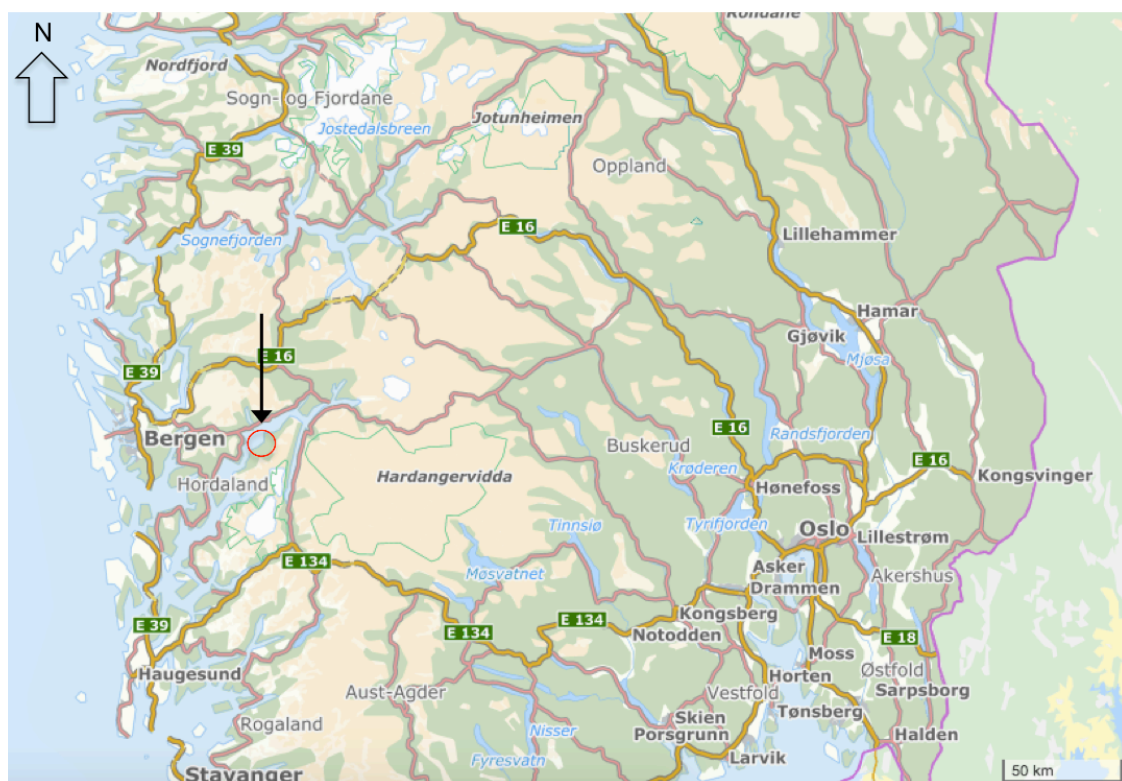 N
Rondane
Nordfjord
Sogn- og Fjordane
Jostedalsbreen
Jotunheimen
E 39
Oppland
E 16
Sognefjorden
Lillehammer
Hamar
Gjøvik
Mjøsa
E 16
E 39
Bergen
E 16
Randsfjorden
Buskerud
Krøderen
E 16
Hardangervidda
Kongsvinger
Hordaland
Hønefoss
Tinnsiø
Tyrifjorden
Oslo
Lillestrøm
E 134
Asker
Akershus
Møsvatnet
Drammen
Kongsberg
E 39
E 134
E 134
Notodden
E 18
Moss
Østfold
Haugesund
Horten
Aust-Agder
Vestfold
Sarpsborg
Rogaland
Skien
Tønsberg
Nisser
Porsgrunn
Halden
Fyresvatn
Larvik
Stavanger
50 km